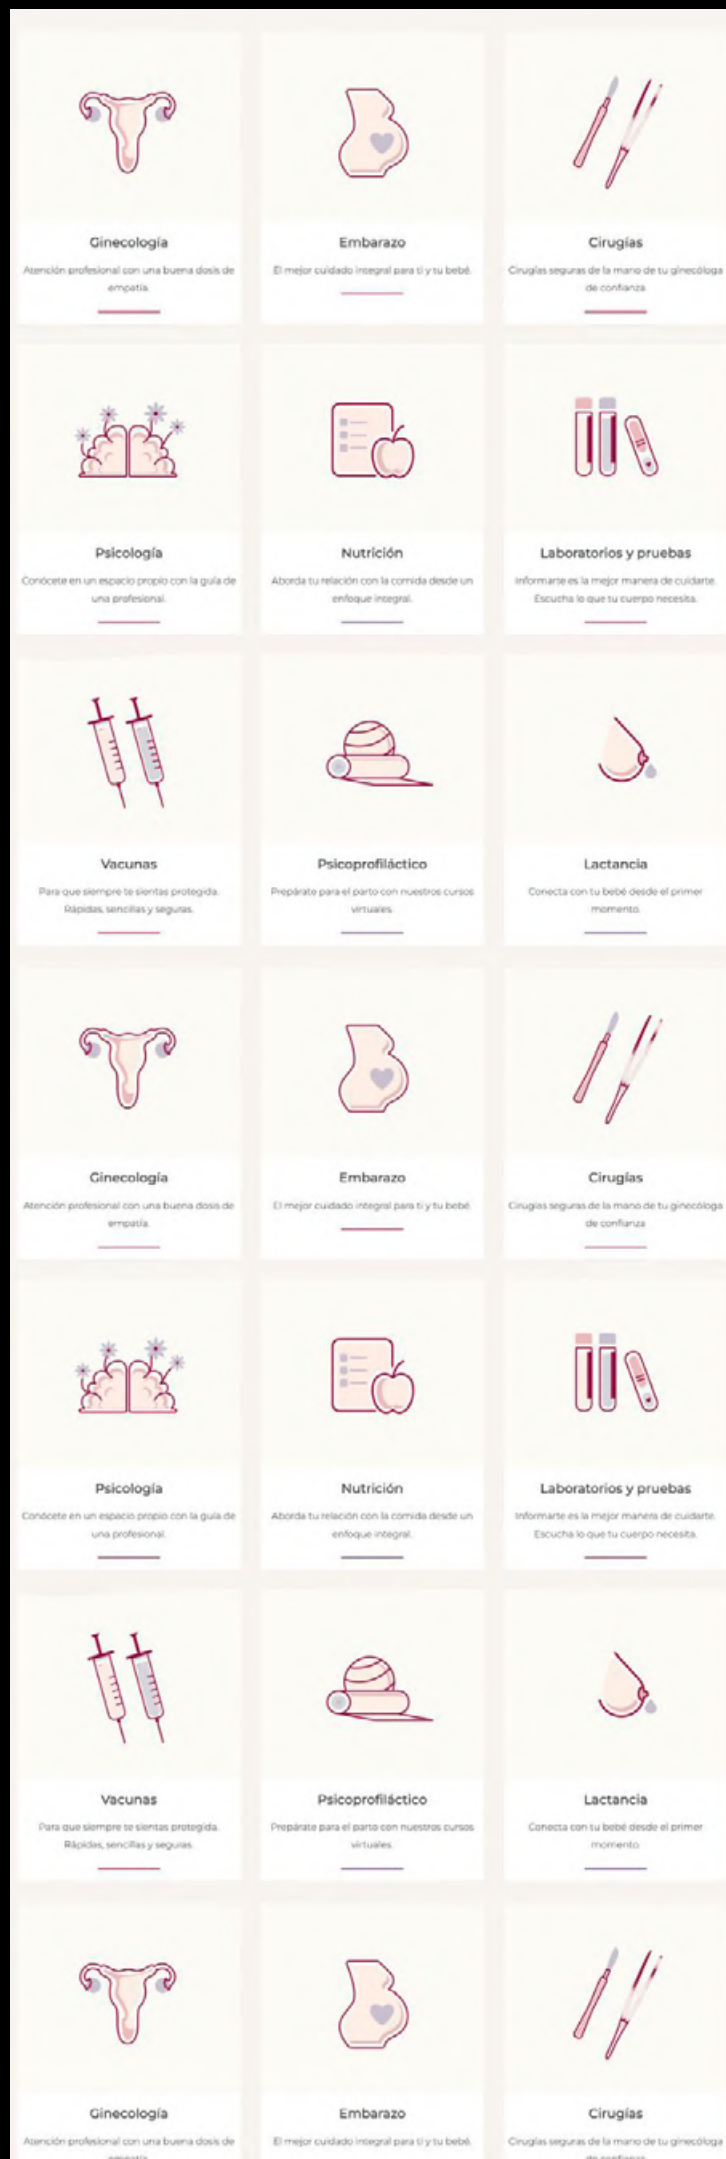 Ginecología
Atención profesional con una buena dosis de
empatía.
Embarazo
El mejor cuidado integral para ti y tu bebé.
Cirugías
Cirugías seguras de la mano de tu ginecóloga
de confianza
Psicología
Conócete en un espacio propio con la guía de
una profesional.
Nutrición
Aborda tu relación con la comida desde un
enfoque integral.
Laboratorios y pruebas
Informarte es la mejor manera de cuidarte.
Escucha lo que tu cuerpo necesita.
Vacunas
Para que siempre te sientas protegida.
Rápidas, sencillas y seguras.
Psicoprofiláctico
Prepárate para el parto con nuestros cursos
virtuales.
Lactancia
Conecta con tu bebé desde el primer
momento.
Ginecología
Atención profesional con una buena dosis de
empatía.
Embarazo
El mejor cuidado integral para ti y tu bebé.
Cirugías
Cirugías seguras de la mano de tu ginecóloga
de confianza
Psicología
Conócete en un espacio propio con la guía de
una profesional.
Nutrición
Aborda tu relación con la comida desde un
enfoque integral.
Laboratorios y pruebas
Informarte es la mejor manera de cuidarte.
Escucha lo que tu cuerpo necesita.
Vacunas
Para que siempre te sientas protegida.
Rápidas, sencillas y seguras.
Psicoprofiláctico
Prepárate para el parto con nuestros cursos
virtuales.
Lactancia
Conecta con tu bebé desde el primer
momento.
Ginecología
Atención profesional con una buena dosis de
Embarazo
El mejor cuidado integral para ti y tu bebé.
Cirugías
Cirugías seguras de la mano de tu ginecóloga